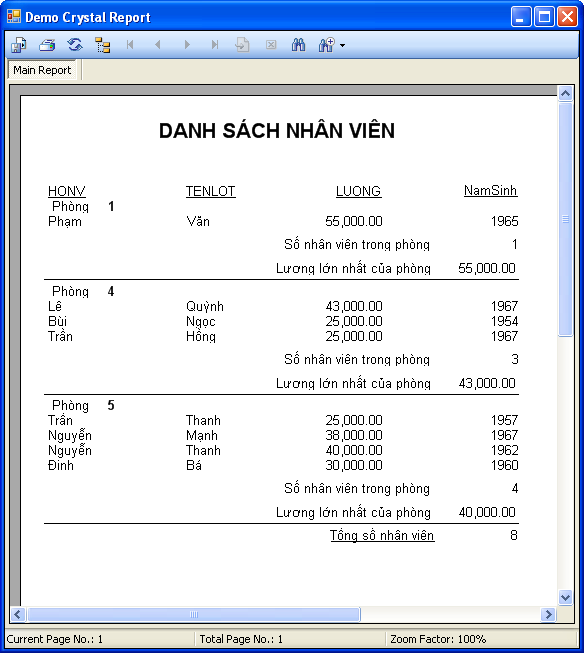 Demo Crystal Report
Main Report
DANH SÁCH NHÂN VIÊN
HONV TENLOT LUONG NamSinh
Phòng 1
Phạm Văn 55,000.00 1965
Số nhân viên trong phòng 1
Lương lớn nhất của phòng 55,000.00
Phòng 4
Lê Quỳnh 43,000.00 1967
Bùi Ngọc 25,000.00 1954
Trần Hồng 25,000.00 1967
Số nhân viên trong phòng 3
Lương lớn nhất của phòng 43,000.00
Phòng 5
Trần Thanh 25,000.00 1957
Nguyễn Mạnh 38,000.00 1967
Nguyễn Thanh 40,000.00 1962
Đinh Bá 30,000.00 1960
Số nhân viên trong phòng 4
Lương lớn nhất của phòng 40,000.00
Tổng số nhân viên 8
Current Page No.: 1 Total Page No.: 1 Zoom Factor: 100%